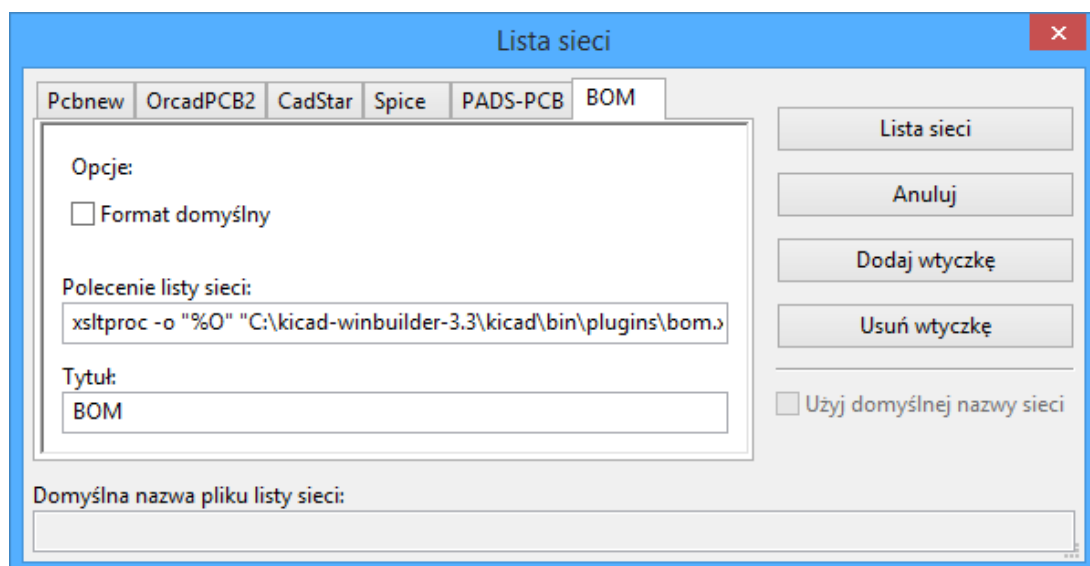 Lista sieci
Pcbnew OrcadPCB2 CadStar Spice PADS-PCB BOM
Opcje:
Format domyślny
Polecenie listy sieci:
xsltproc -o "%O" "C:\kicad-winbuilder-3.3\kicad\bin\plugins\bom.x
Tytuł:
BOM
Lista sieci
Anuluj
Dodaj wtyczkę
Usuń wtyczkę
Użyj domyślnej nazwy sieci
Domyślna nazwa pliku listy sieci: